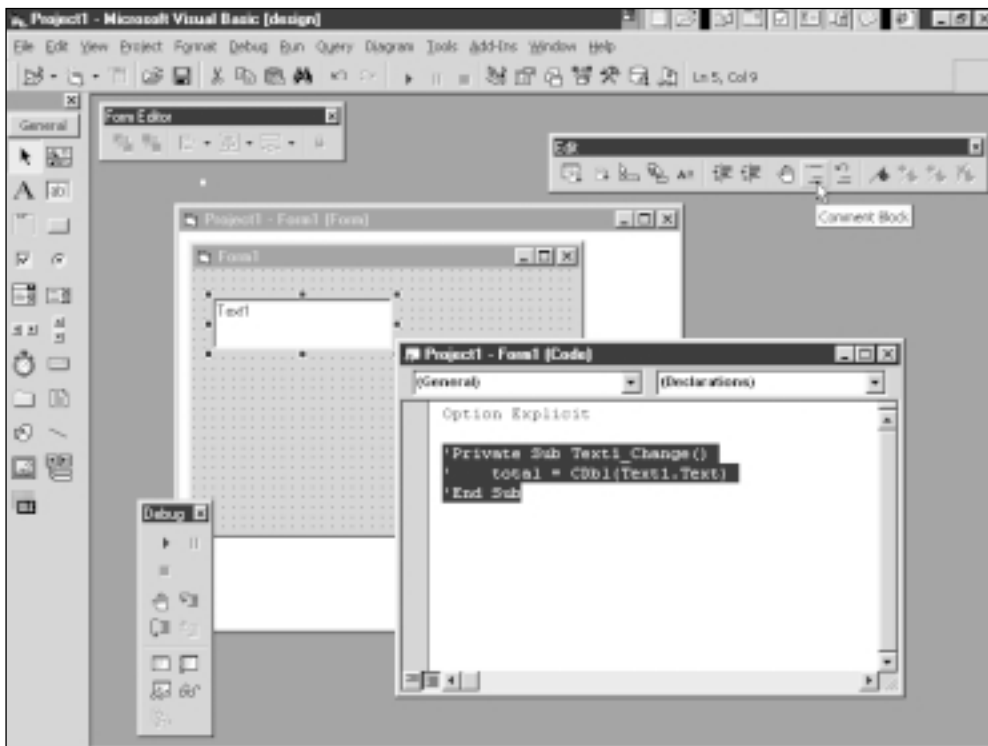 Project1 - Microsoft Visual Basic [design]
File Edit View Project Format Debug Run Query Diagram Tools Add-Ins Window Help
Ln 5, Col 9
General
Form Editor
Edit
Comment Block
A
ab
Project1 - Form1 (Form)
Form1
Text1
Project1 - Form1 (Code)
(General) (Declarations)
Option Explicit
'Private Sub Text1_Change()
'    total = CDbl(Text1.Text)
'End Sub
Debug